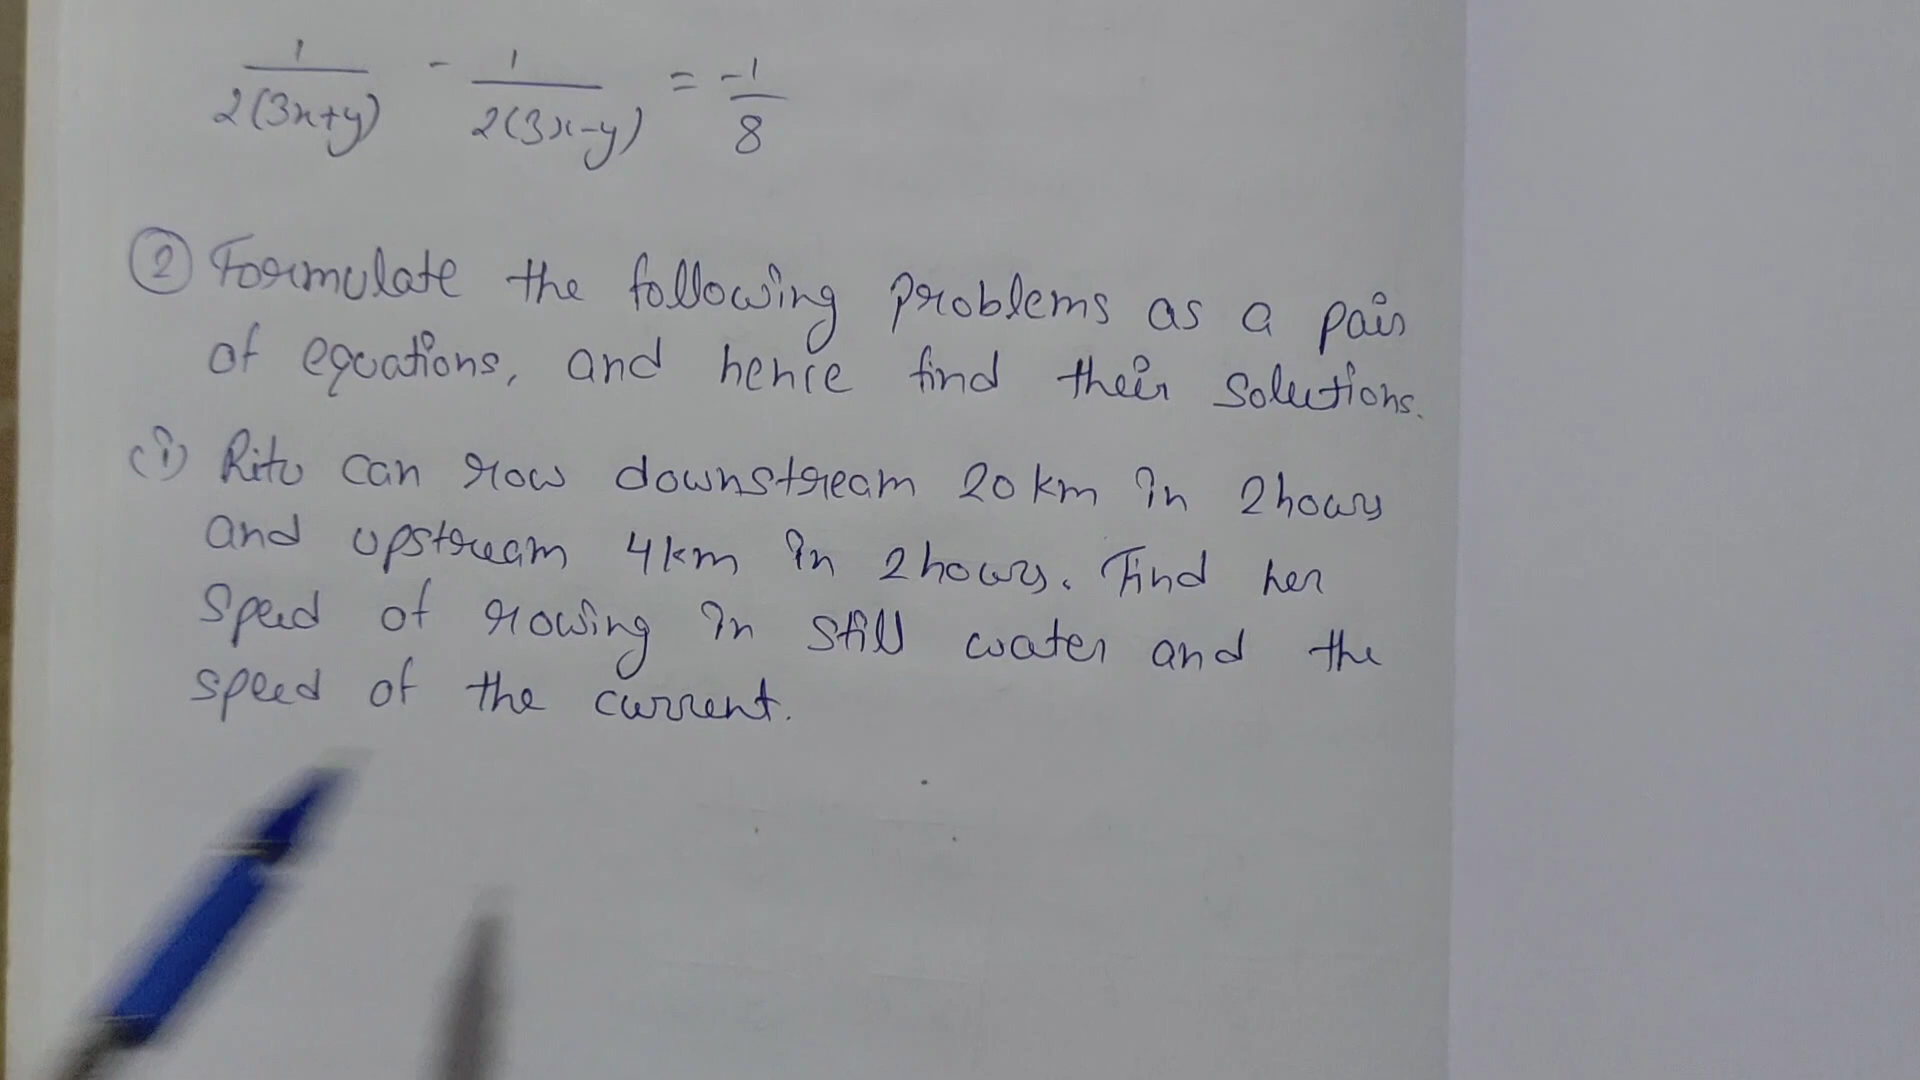 1/2(3x+y) - 1/2(3x-y) = -1/8
② Formulate the following problems as a pair
of equations, and hence find their solutions.
(i) Ritu can row downstream 20 km in 2 hours
and upstream 4 km in 2 hours. Find her
speed of rowing in still water and the
speed of the current.